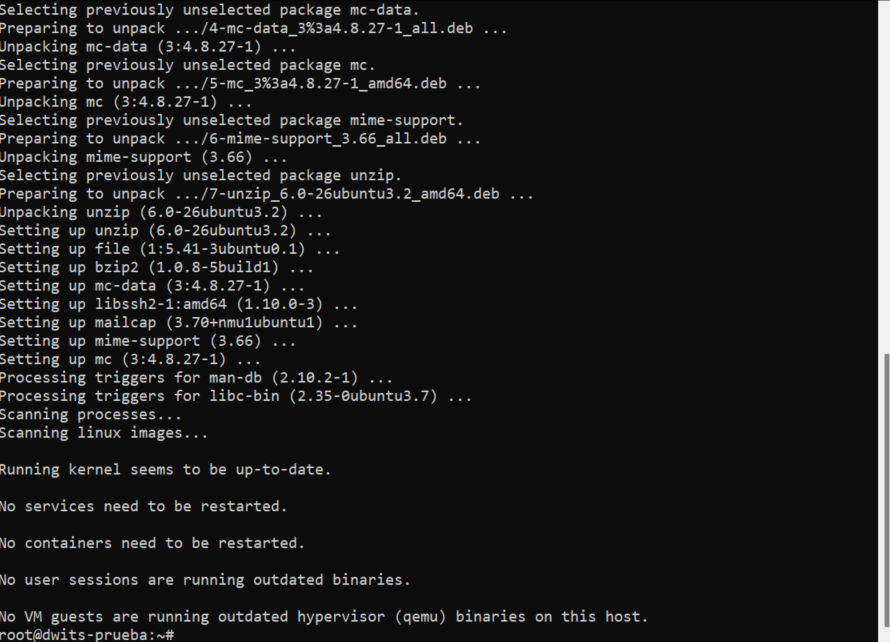 Selecting previously unselected package mc-data.
Preparing to unpack .../4-mc-data_3%3a4.8.27-1_all.deb ...
Unpacking mc-data (3:4.8.27-1) ...
Selecting previously unselected package mc.
Preparing to unpack .../5-mc_3%3a4.8.27-1_amd64.deb ...
Unpacking mc (3:4.8.27-1) ...
Selecting previously unselected package mime-support.
Preparing to unpack .../6-mime-support_3.66_all.deb ...
Unpacking mime-support (3.66) ...
Selecting previously unselected package unzip.
Preparing to unpack .../7-unzip_6.0-26ubuntu3.2_amd64.deb ...
Unpacking unzip (6.0-26ubuntu3.2) ...
Setting up unzip (6.0-26ubuntu3.2) ...
Setting up file (1:5.41-3ubuntu0.1) ...
Setting up bzip2 (1.0.8-5build1) ...
Setting up mc-data (3:4.8.27-1) ...
Setting up libssh2-1:amd64 (1.10.0-3) ...
Setting up mailcap (3.70+nmu1ubuntu1) ...
Setting up mime-support (3.66) ...
Setting up mc (3:4.8.27-1) ...
Processing triggers for man-db (2.10.2-1) ...
Processing triggers for libc-bin (2.35-0ubuntu3.7) ...
Scanning processes...
Scanning linux images...
Running kernel seems to be up-to-date.
No services need to be restarted.
No containers need to be restarted.
No user sessions are running outdated binaries.
No VM guests are running outdated hypervisor (qemu) binaries on this host.
root@dwits-prueba:~#